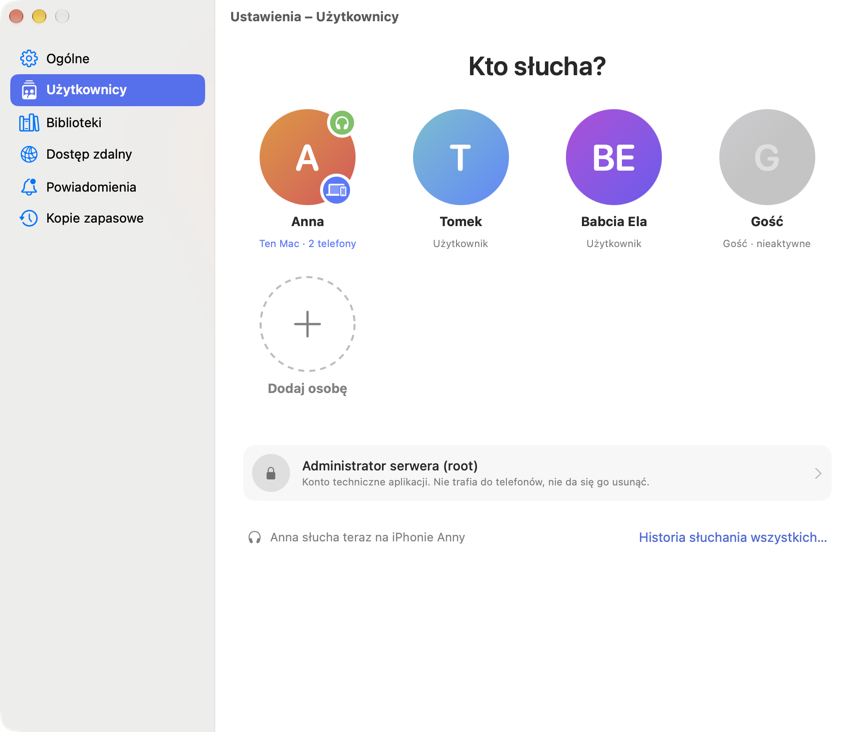 Ustawienia – Użytkownicy
Ogólne
Użytkownicy
Biblioteki
Dostęp zdalny
Powiadomienia
Kopie zapasowe
Kto słucha?
A
Anna
Ten Mac · 2 telefony
T
Tomek
Użytkownik
BE
Babcia Ela
Użytkownik
G
Gość
Gość · nieaktywne
Dodaj osobę
Administrator serwera (root)
Konto techniczne aplikacji. Nie trafia do telefonów, nie da się go usunąć.
Anna słucha teraz na iPhonie Anny
Historia słuchania wszystkich...